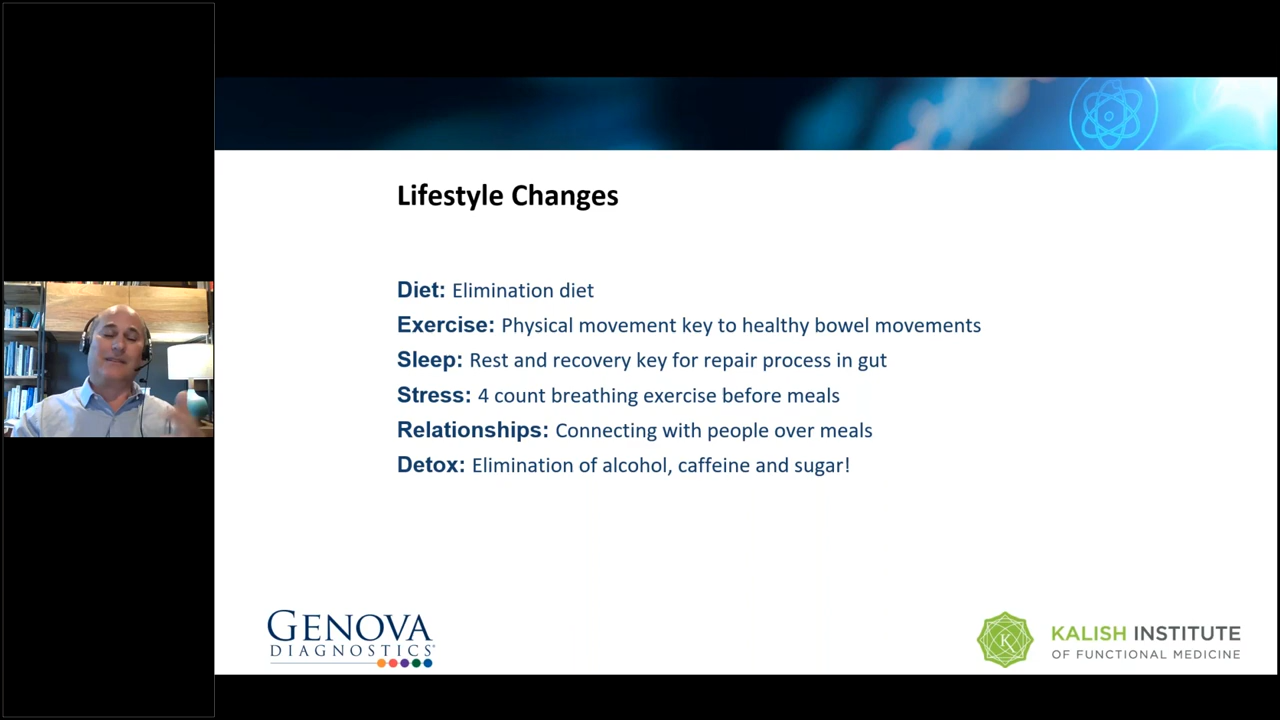 Lifestyle Changes
Diet: Elimination diet
Exercise: Physical movement key to healthy bowel movements
Sleep: Rest and recovery key for repair process in gut
Stress: 4 count breathing exercise before meals
Relationships: Connecting with people over meals
Detox: Elimination of alcohol, caffeine and sugar!
GENOVA
DIAGNOSTICS
K
KALISH INSTITUTE
OF FUNCTIONAL MEDICINE